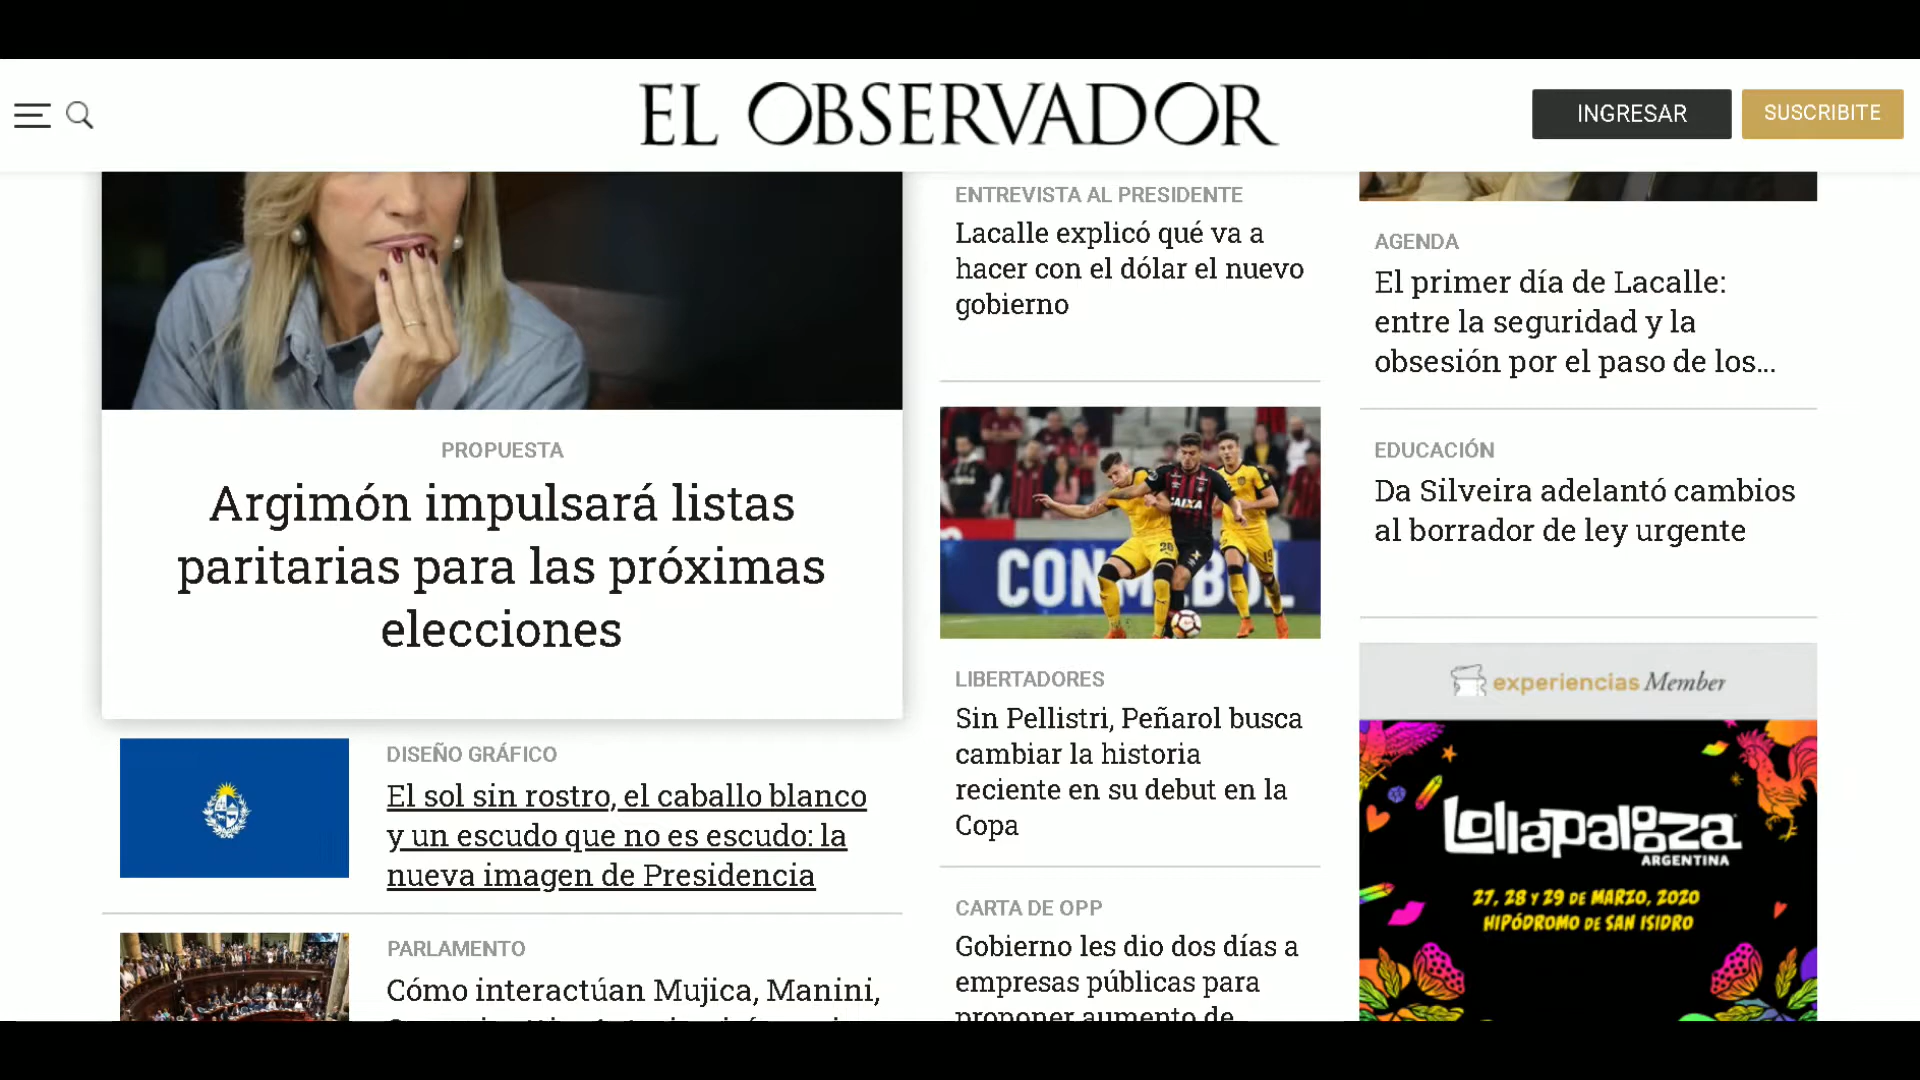 EL OBSERVADOR
INGRESAR
SUSCRIBITE
PROPUESTA
Argimón impulsará listas
paritarias para las próximas
elecciones
DISEÑO GRÁFICO
El sol sin rostro, el caballo blanco
y un escudo que no es escudo: la
nueva imagen de Presidencia
PARLAMENTO
Cómo interactúan Mujica, Manini,
ENTREVISTA AL PRESIDENTE
Lacalle explicó qué va a
hacer con el dólar el nuevo
gobierno
CAIXA
20
19
LIBERTADORES
Sin Pellistri, Peñarol busca
cambiar la historia
reciente en su debut en la
Copa
CARTA DE OPP
Gobierno les dio dos días a
empresas públicas para
proponer aumento de
AGENDA
El primer día de Lacalle:
entre la seguridad y la
obsesión por el paso de los...
EDUCACIÓN
Da Silveira adelantó cambios
al borrador de ley urgente
experiencias Member
Lollapalooza
ARGENTINA
27, 28 Y 29 DE MARZO, 2020
HIPÓDROMO DE SAN ISIDRO